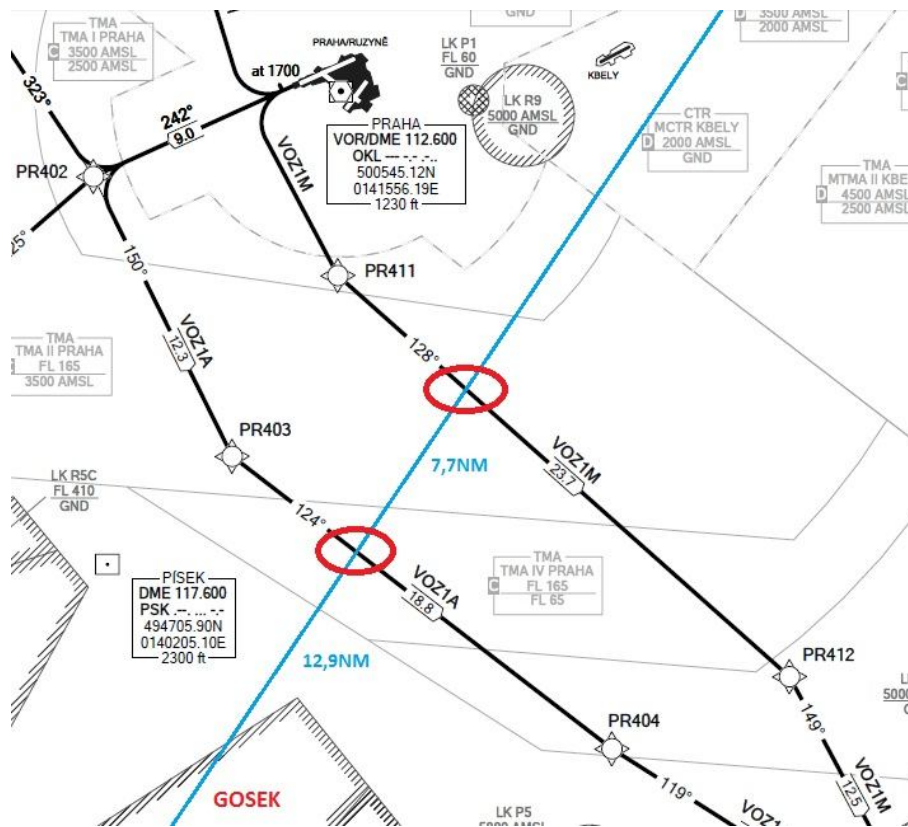 TMA
TMA I PRAHA
C
3500 AMSL
2500 AMSL
GND
D
3500 AMSL
2000 AMSL
PRAHA/RUZYNĚ
LK P1
FL 60
GND
KBELY
C
323°
at 1700
242°
9.0
LK R9
5000 AMSL
GND
CTR
MCTR KBELY
D
2000 AMSL
GND
PRAHA
VOR/DME 112.600
OKL --- -.- .-..
500545.12N
0141556.19E
1230 ft
VOZ1M
PR402
TMA
MTMA II KBE
D
4500 AMSL
2500 AMSL
25°
150°
PR411
VOZ1A
12.3
TMA
TMA II PRAHA
FL 165
3500 AMSL
128°
PR403
7,7NM
VOZ1M
23.7
LK R5C
FL 410
GND
124°
TMA
TMA IV PRAHA
C
FL 165
FL 65
VOZ1A
18.8
PÍSEK
DME 117.600
PSK .--. ... -.-
494705.90N
0140205.10E
2300 ft
12,9NM
PR412
149°
PR404
GOSEK
119°
VOZ1M
12.5
LK P5